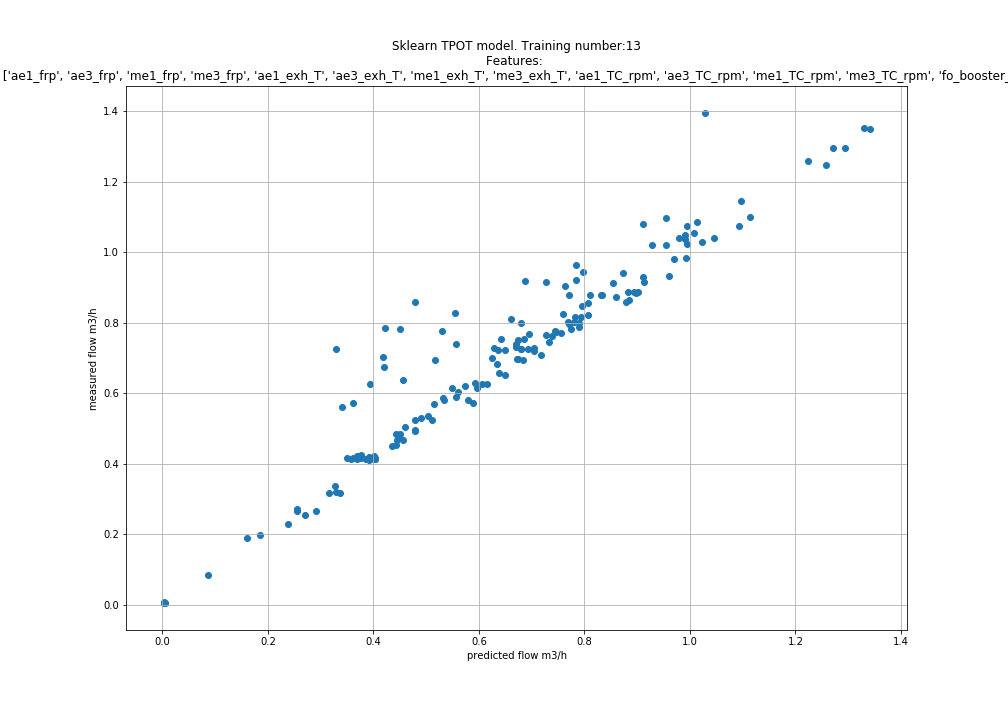 Sklearn TPOT model. Training number:13
Features:
['ae1_frp', 'ae3_frp', 'me1_frp', 'me3_frp', 'ae1_exh_T', 'ae3_exh_T', 'me1_exh_T', 'me3_exh_T', 'ae1_TC_rpm', 'ae3_TC_rpm', 'me1_TC_rpm', 'me3_TC_rpm', 'fo_booster_
1.4
1.2
1.0
0.8
0.6
0.4
0.2
0.0
measured flow m3/h
0.0 0.2 0.4 0.6 0.8 1.0 1.2 1.4
predicted flow m3/h